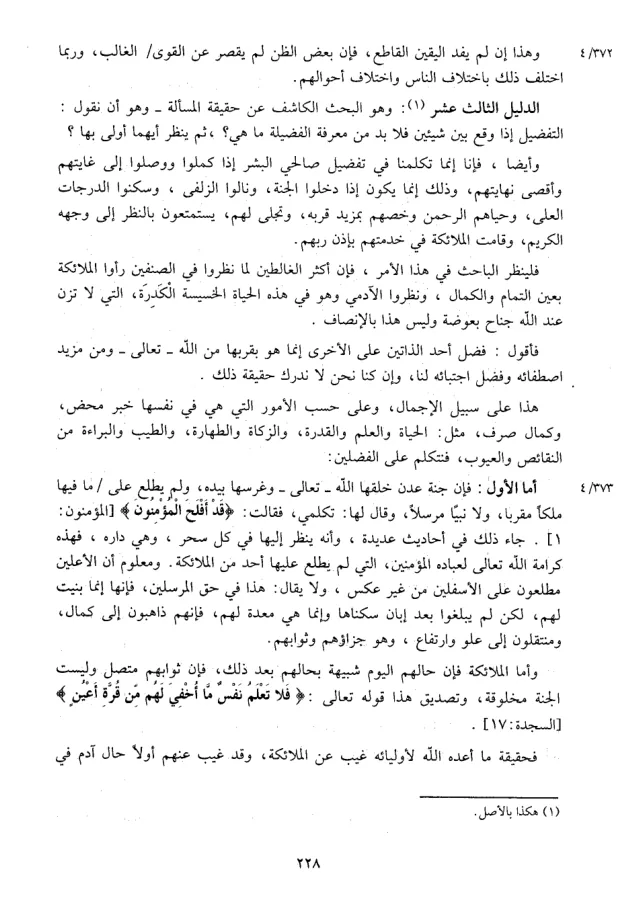 ٤/٣٧٢ وهذا إن لم يفد اليقين القاطع، فإن بعض الظن لم يقصر عن القوى/ الغالب، وربما
اختلف ذلك باختلاف الناس واختلاف أحوالهم.
الدليل الثالث عشر (١): وهو البحث الكاشف عن حقيقة المسألة ـ وهو أن نقول :
التفضيل إذا وقع بين شيئين فلا بد من معرفة الفضيلة ما هي؟ ، ثم ينظر أيهما أولى بها ؟
وأيضا ، فإنا إنما تكلمنا في تفضيل صالحي البشر إذا كملوا ووصلوا إلى غايتهم
وأقصى نهايتهم، وذلك إنما يكون إذا دخلوا الجنة، ونالوا الزلفى ، وسكنوا الدرجات
العلى، وحياهم الرحمن وخصهم بمزيد قربه، وتجلى لهم، يستمتعون بالنظر إلى وجهه
الكريم، وقامت الملائكة في خدمتهم بإذن ربهم.
فلينظر الباحث في هذا الأمر ، فإن أكثر الغالطين لما نظروا في الصنفين رأوا الملائكة
بعين التمام والكمال ، ونظروا الآدمي وهو في هذه الحياة الخسيسة الْكَدِرَة، التي لا تزن
عند الله جناح بعوضة وليس هذا بالإنصاف .
فأقول : فضل أحد الذاتين على الأخرى إنما هو بقربها من الله ـ تعالى ـ ومن مزيد
اصطفائه وفضل اجتبائه لنا، وإن كنا نحن لا ندرك حقيقة ذلك .
هذا على سبيل الإجمال، وعلى حسب الأمور التي هي في نفسها خبر محض،
وكمال صرف، مثل: الحياة والعلم والقدرة، والزكاة والطهارة، والطيب والبراءة من
النقائص والعيوب، فنتكلم على الفضلين:
٤/٣٧٣ أما الأول : فإن جنة عدن خلقها الله ـ تعالى ـ وغرسها بيده، ولم يطلع على / ما فيها
ملكاً مقربا، ولا نبيًا مرسلاً، وقال لها: تكلمي، فقالت: ﴿قَدْ أَفْلَحَ الْمُؤْمِنُونَ ﴾ [المؤمنون:
١] . جاء ذلك في أحاديث عديدة ، وأنه ينظر إليها في كل سحر ، وهي داره ، فهذه
كرامة الله تعالى لعباده المؤمنين، التي لم يطلع عليها أحد من الملائكة. ومعلوم أن الأعلين
مطلعون على الأسفلين من غير عكس ، ولا يقال: هذا في حق المرسلين، فإنها إنما بنيت
لهم، لكن لم يبلغوا بعد إبان سكناها وإنما هي معدة لهم، فإنهم ذاهبون إلى كمال،
ومنتقلون إلى علو وارتفاع ، وهو جزاؤهم وثوابهم.
وأما الملائكة فإن حالهم اليوم شبيهة بحالهم بعد ذلك، فإن ثوابهم متصل وليست
الجنة مخلوقة، وتصديق هذا قوله تعالى :﴿ فَلا تَعْلَمُ نَفْسٌ مَّا أُخْفِيَ لَهُم مِّن قُرَّةِ أَعْيُنٍ ﴾
[السجدة:١٧] .
فحقيقة ما أعده الله لأوليائه غيب عن الملائكة، وقد غيب عنهم أولاً حال آدم في
(١) هكذا بالأصل.
٢٢٨